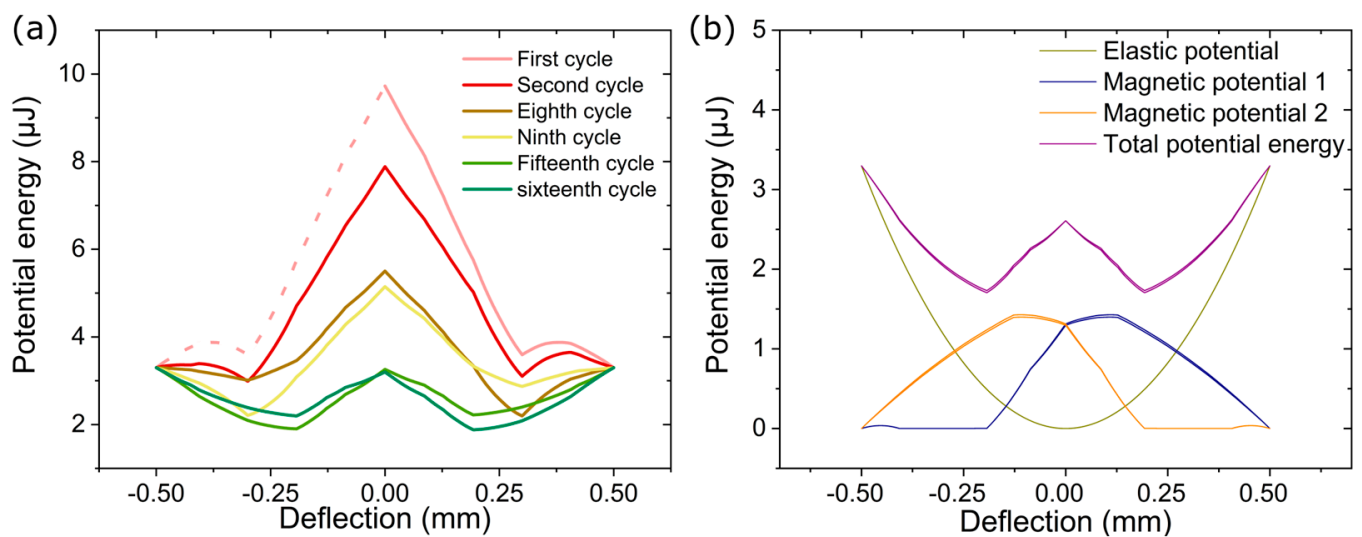 (a)
Potential energy (µJ)
10
8
6
4
2
First cycle
Second cycle
Eighth cycle
Ninth cycle
Fifteenth cycle
sixteenth cycle
-0.50
-0.25
0.00
0.25
0.50
Deflection (mm)
(b)
Potential energy (µJ)
5
4
3
2
1
0
Elastic potential
Magnetic potential 1
Magnetic potential 2
Total potential energy
-0.50
-0.25
0.00
0.25
0.50
Deflection (mm)